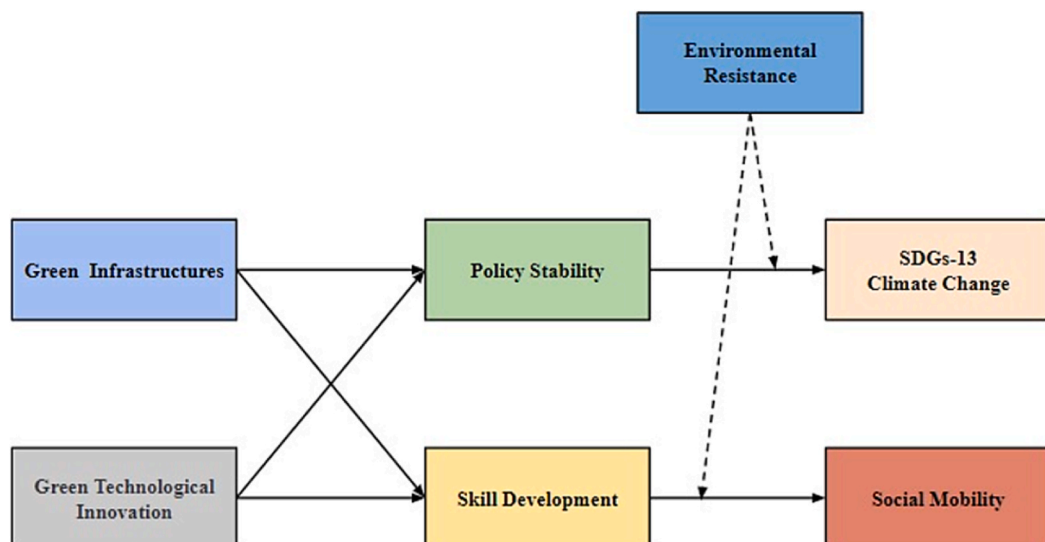 Environmental
Resistance
Green Infrastructures
Policy Stability
SDGs-13
Climate Change
Green Technological
Innovation
Skill Development
Social Mobility